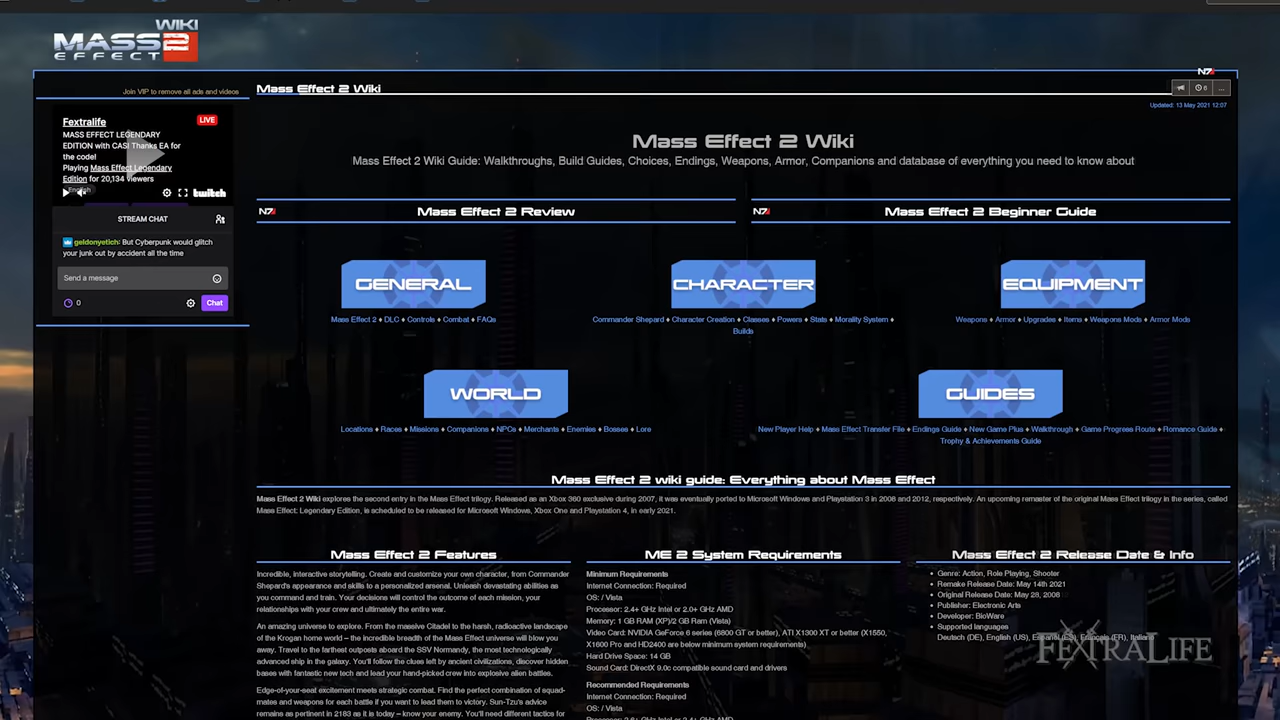 WIKI
MASS 2
EFFECT
N7
Join VIP to remove all ads and videos
Mass Effect 2 Wiki
6
...
Updated: 13 May 2021 12:07
Fextralife
LIVE
MASS EFFECT LEGENDARY
EDITION with CAS! Thanks EA for
the code!
Playing Mass Effect Legendary
Edition for 20,134 viewers
English
twitch
STREAM CHAT
geldonyetich: But Cyberpunk would glitch
your junk out by accident all the time
Send a message
0
Chat
Mass Effect 2 Wiki
Mass Effect 2 Wiki Guide: Walkthroughs, Build Guides, Choices, Endings, Weapons, Armor, Companions and database of everything you need to know about
N7 Mass Effect 2 Review
N7 Mass Effect 2 Beginner Guide
GENERAL
Mass Effect 2 ♦ DLC ♦ Controls ♦ Combat ♦ FAQs
CHARACTER
Commander Shepard ♦ Character Creation ♦ Classes ♦ Powers ♦ Stats ♦ Morality System ♦
Builds
EQUIPMENT
Weapons ♦ Armor ♦ Upgrades ♦ Items ♦ Weapons Mods ♦ Armor Mods
WORLD
Locations ♦ Races ♦ Missions ♦ Companions ♦ NPCs ♦ Merchants ♦ Enemies ♦ Bosses ♦ Lore
GUIDES
New Player Help ♦ Mass Effect Transfer File ♦ Endings Guide ♦ New Game Plus ♦ Walkthrough ♦ Game Progress Route ♦ Romance Guide ♦
Trophy & Achievements Guide
Mass Effect 2 wiki guide: Everything about Mass Effect
Mass Effect 2 Wiki explores the second entry in the Mass Effect trilogy. Released as an Xbox 360 exclusive during 2007, it was eventually ported to Microsoft Windows and Playstation 3 in 2008 and 2012, respectively. An upcoming remaster of the original Mass Effect trilogy in the series, called
Mass Effect: Legendary Edition, is scheduled to be released for Microsoft Windows, Xbox One and Playstation 4, in early 2021.
Mass Effect 2 Features
Incredible, interactive storytelling. Create and customize your own character, from Commander
Shepard's appearance and skills to a personalized arsenal. Unleash devastating abilities as
you command and train. Your decisions will control the outcome of each mission, your
relationships with your crew and ultimately the entire war.
An amazing universe to explore. From the massive Citadel to the harsh, radioactive landscape
of the Krogan home world – the incredible breadth of the Mass Effect universe will blow you
away. Travel to the farthest outposts aboard the SSV Normandy, the most technologically
advanced ship in the galaxy. You'll follow the clues left by ancient civilizations, discover hidden
bases with fantastic new tech and lead your hand-picked crew into explosive alien battles.
Edge-of-your-seat excitement meets strategic combat. Find the perfect combination of squad-
mates and weapons for each battle if you want to lead them to victory. Sun-Tzu's advice
remains as pertinent in 2183 as it is today – know your enemy. You'll need different tactics for
ME 2 System Requirements
Minimum Requirements
Internet Connection: Required
OS: / Vista
Processor: 2.4+ GHz Intel or 2.0+ GHz AMD
Memory: 1 GB RAM (XP)/2 GB Ram (Vista)
Video Card: NVIDIA GeForce 6 series (6800 GT or better), ATI X1300 XT or better (X1550,
X1600 Pro and HD2400 are below minimum system requirements)
Hard Drive Space: 14 GB
Sound Card: DirectX 9.0c compatible sound card and drivers
Recommended Requirements
Internet Connection: Required
OS: / Vista
Mass Effect 2 Release Date & Info
Genre: Action, Role Playing, Shooter
Remake Release Date: May 14th 2021
Original Release Date: May 28, 2008
Publisher: Electronic Arts
Developer: BioWare
Supported languages
Deutsch (DE), English (US), Español (ES), Français (FR), Italiano
FEXTRALIFE